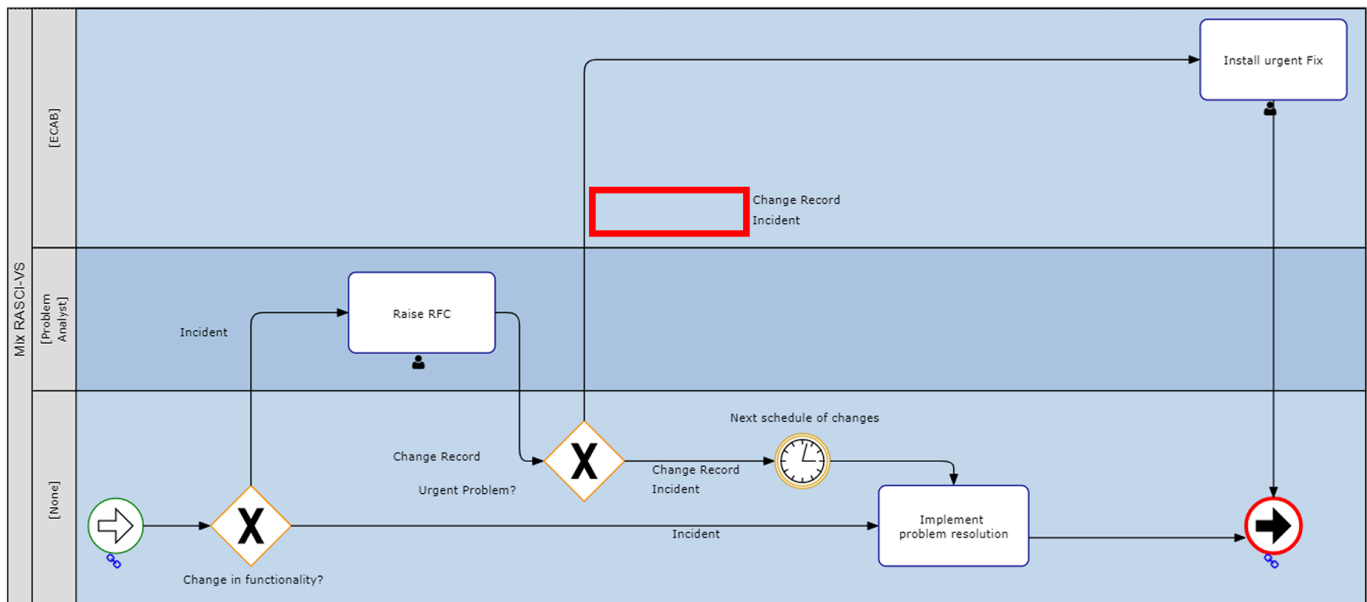 Mix RASCI-VS
[ECAB]
Install urgent Fix
Change Record
Incident
[Problem
Analyst]
Raise RFC
Incident
[None]
Next schedule of changes
Change Record
Urgent Problem?
Change Record
Incident
Implement
problem resolution
Incident
Change in functionality?